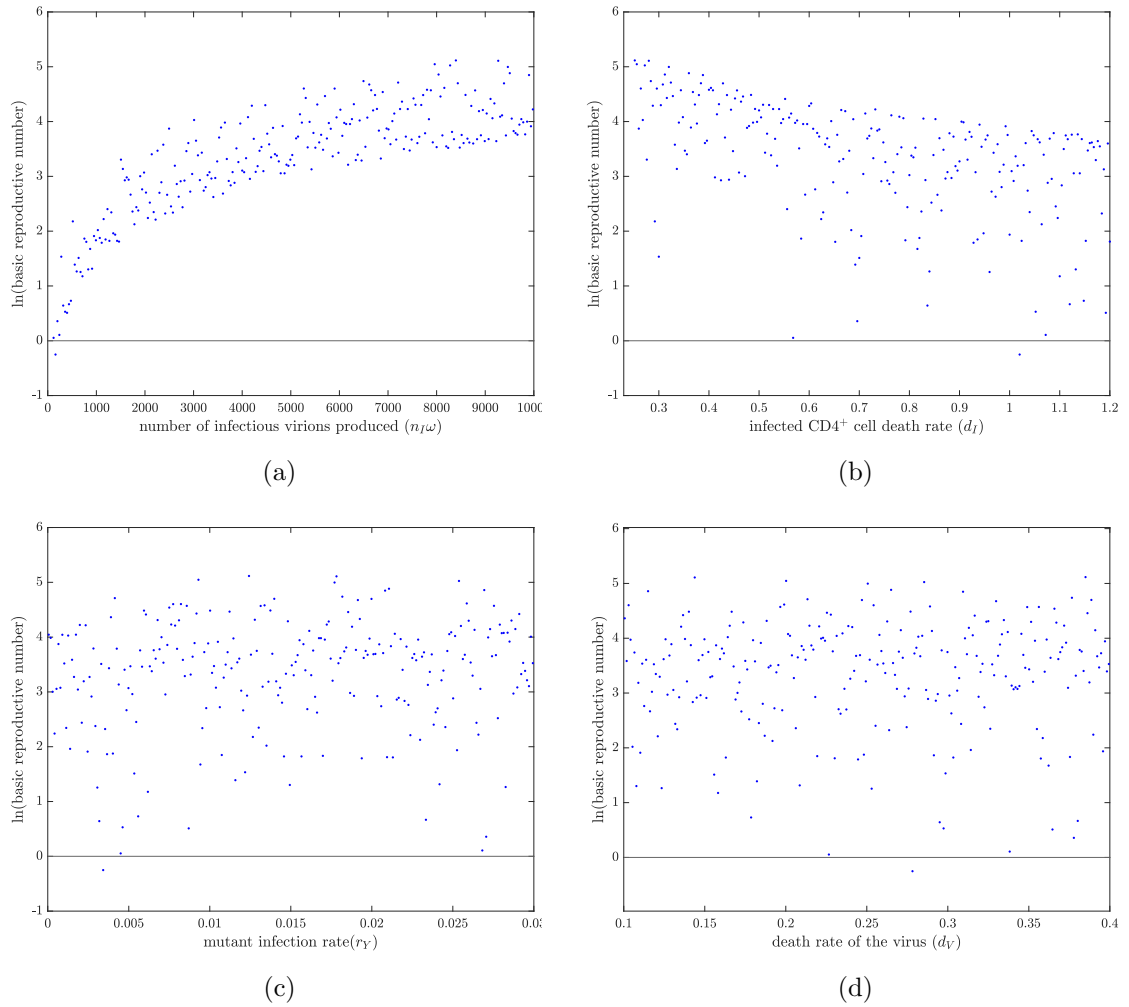 6
5
4
3
2
1
0
-1
ln(basic reproductive number)
0 1000 2000 3000 4000 5000 6000 7000 8000 9000 1000
number of infectious virions produced (n_Iω)
(a)
6
5
4
3
2
1
0
-1
ln(basic reproductive number)
0.3 0.4 0.5 0.6 0.7 0.8 0.9 1 1.1 1.2
infected CD4⁺ cell death rate (d_I)
(b)
6
5
4
3
2
1
0
-1
ln(basic reproductive number)
0 0.005 0.01 0.015 0.02 0.025 0.0
mutant infection rate(r_Y)
(c)
6
5
4
3
2
1
0
ln(basic reproductive number)
0.1 0.15 0.2 0.25 0.3 0.35 0.4
death rate of the virus (d_V)
(d)